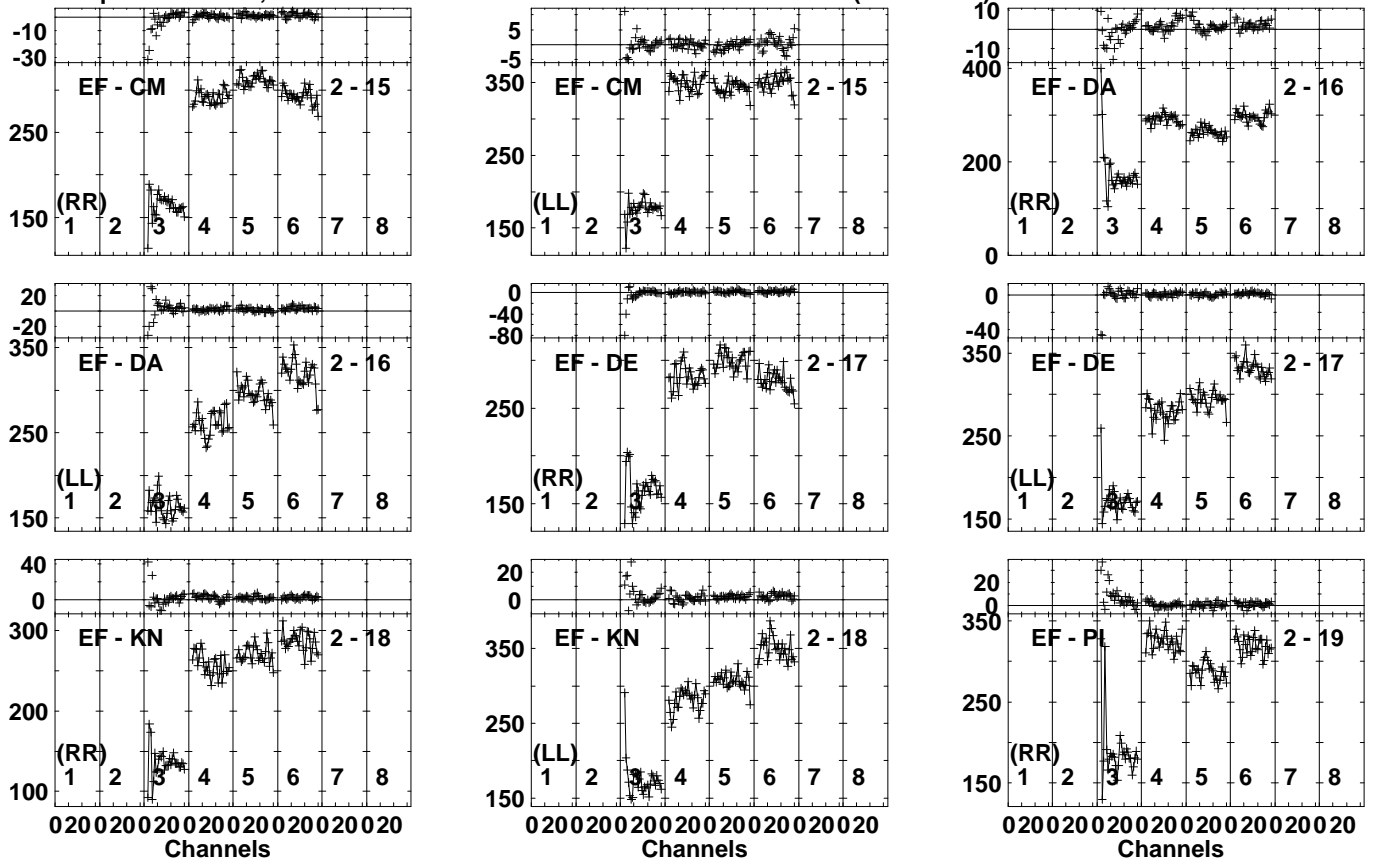 -10
-30
EF - CM 2 - 15
250
150
(RR)
1 2 3 4 5 6 7 8
5
-5
EF - CM 2 - 15
350
250
150
(LL)
1 2 3 4 5 6 7 8
10
-10
400
EF - DA 2 - 16
200
0
(RR)
1 2 3 4 5 6 7 8
20
-20
350
EF - DA 2 - 16
250
150
(LL)
1 2 3 4 5 6 7 8
0
-40
-80
EF - DE 2 - 17
250
150
(RR)
1 2 3 4 5 6 7 8
0
-40
350
EF - DE 2 - 17
250
150
(LL)
1 2 3 4 5 6 7 8
40
0
300
EF - KN 2 - 18
200
100
(RR)
1 2 3 4 5 6 7 8
0 20 0 20 0 20 0 20 0 20 0 20 0 20 0 20
Channels
20
0
EF - KN 2 - 18
350
250
150
(LL)
1 2 3 4 5 6 7 8
0 20 0 20 0 20 0 20 0 20 0 20 0 20 0 20
Channels
20
0
350
EF - PI 2 - 19
250
150
(RR)
1 2 3 4 5 6 7 8
0 20 0 20 0 20 0 20 0 20 0 20 0 20 0 20
Channels